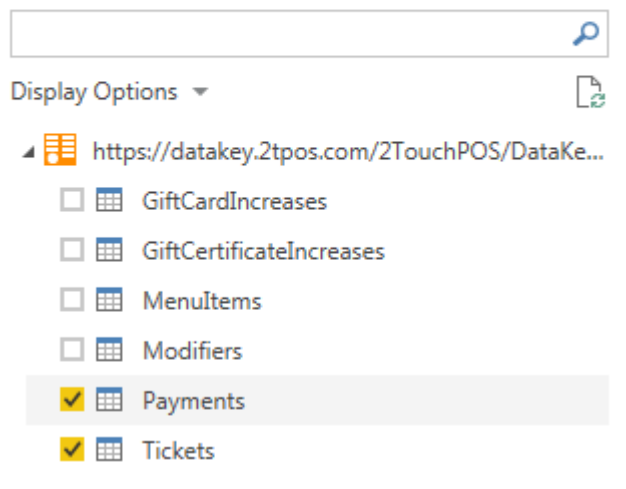 Display Options
https://datakey.2tpos.com/2TouchPOS/DataKe...
GiftCardIncreases
GiftCertificateIncreases
MenuItems
Modifiers
Payments
Tickets